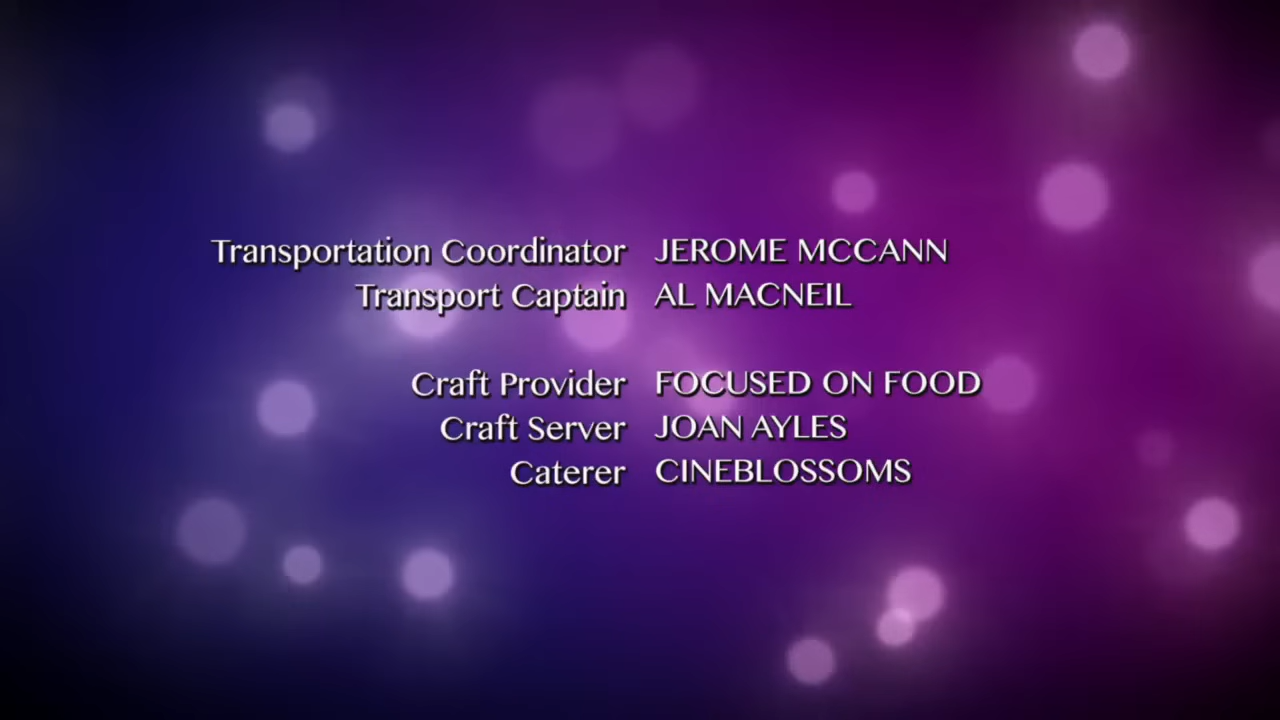 Transportation Coordinator JEROME MCCANN
Transport Captain AL MACNEIL
Craft Provider FOCUSED ON FOOD
Craft Server JOAN AYLES
Caterer CINEBLOSSOMS